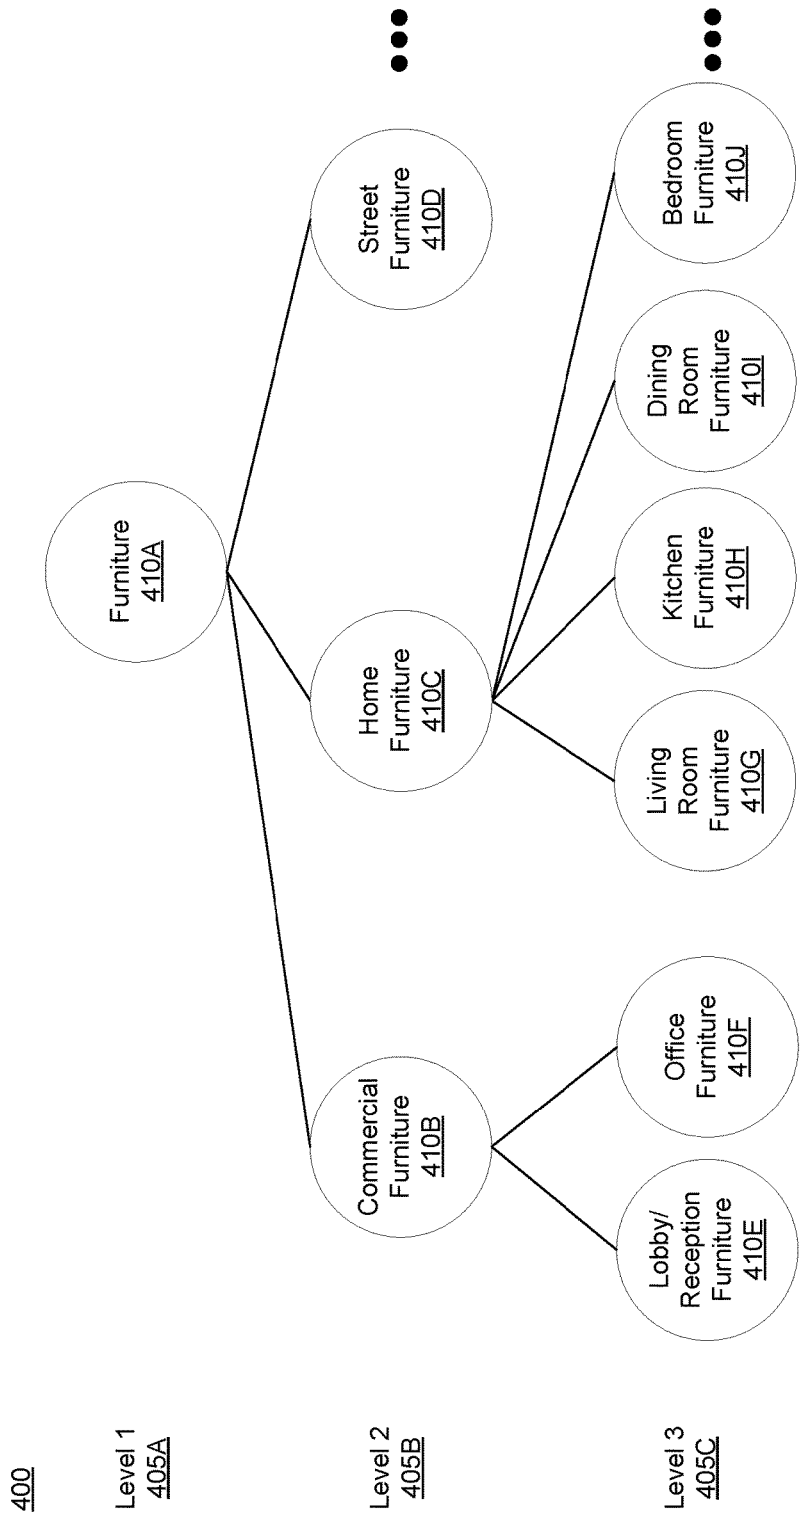 400
Level 1
405A
Furniture
410A
Level 2
405B
Commercial
Furniture
410B
Home
Furniture
410C
Street
Furniture
410D
Level 3
405C
Lobby/
Reception
Furniture
410E
Office
Furniture
410F
Living
Room
Furniture
410G
Kitchen
Furniture
410H
Dining
Room
Furniture
410I
Bedroom
Furniture
410J